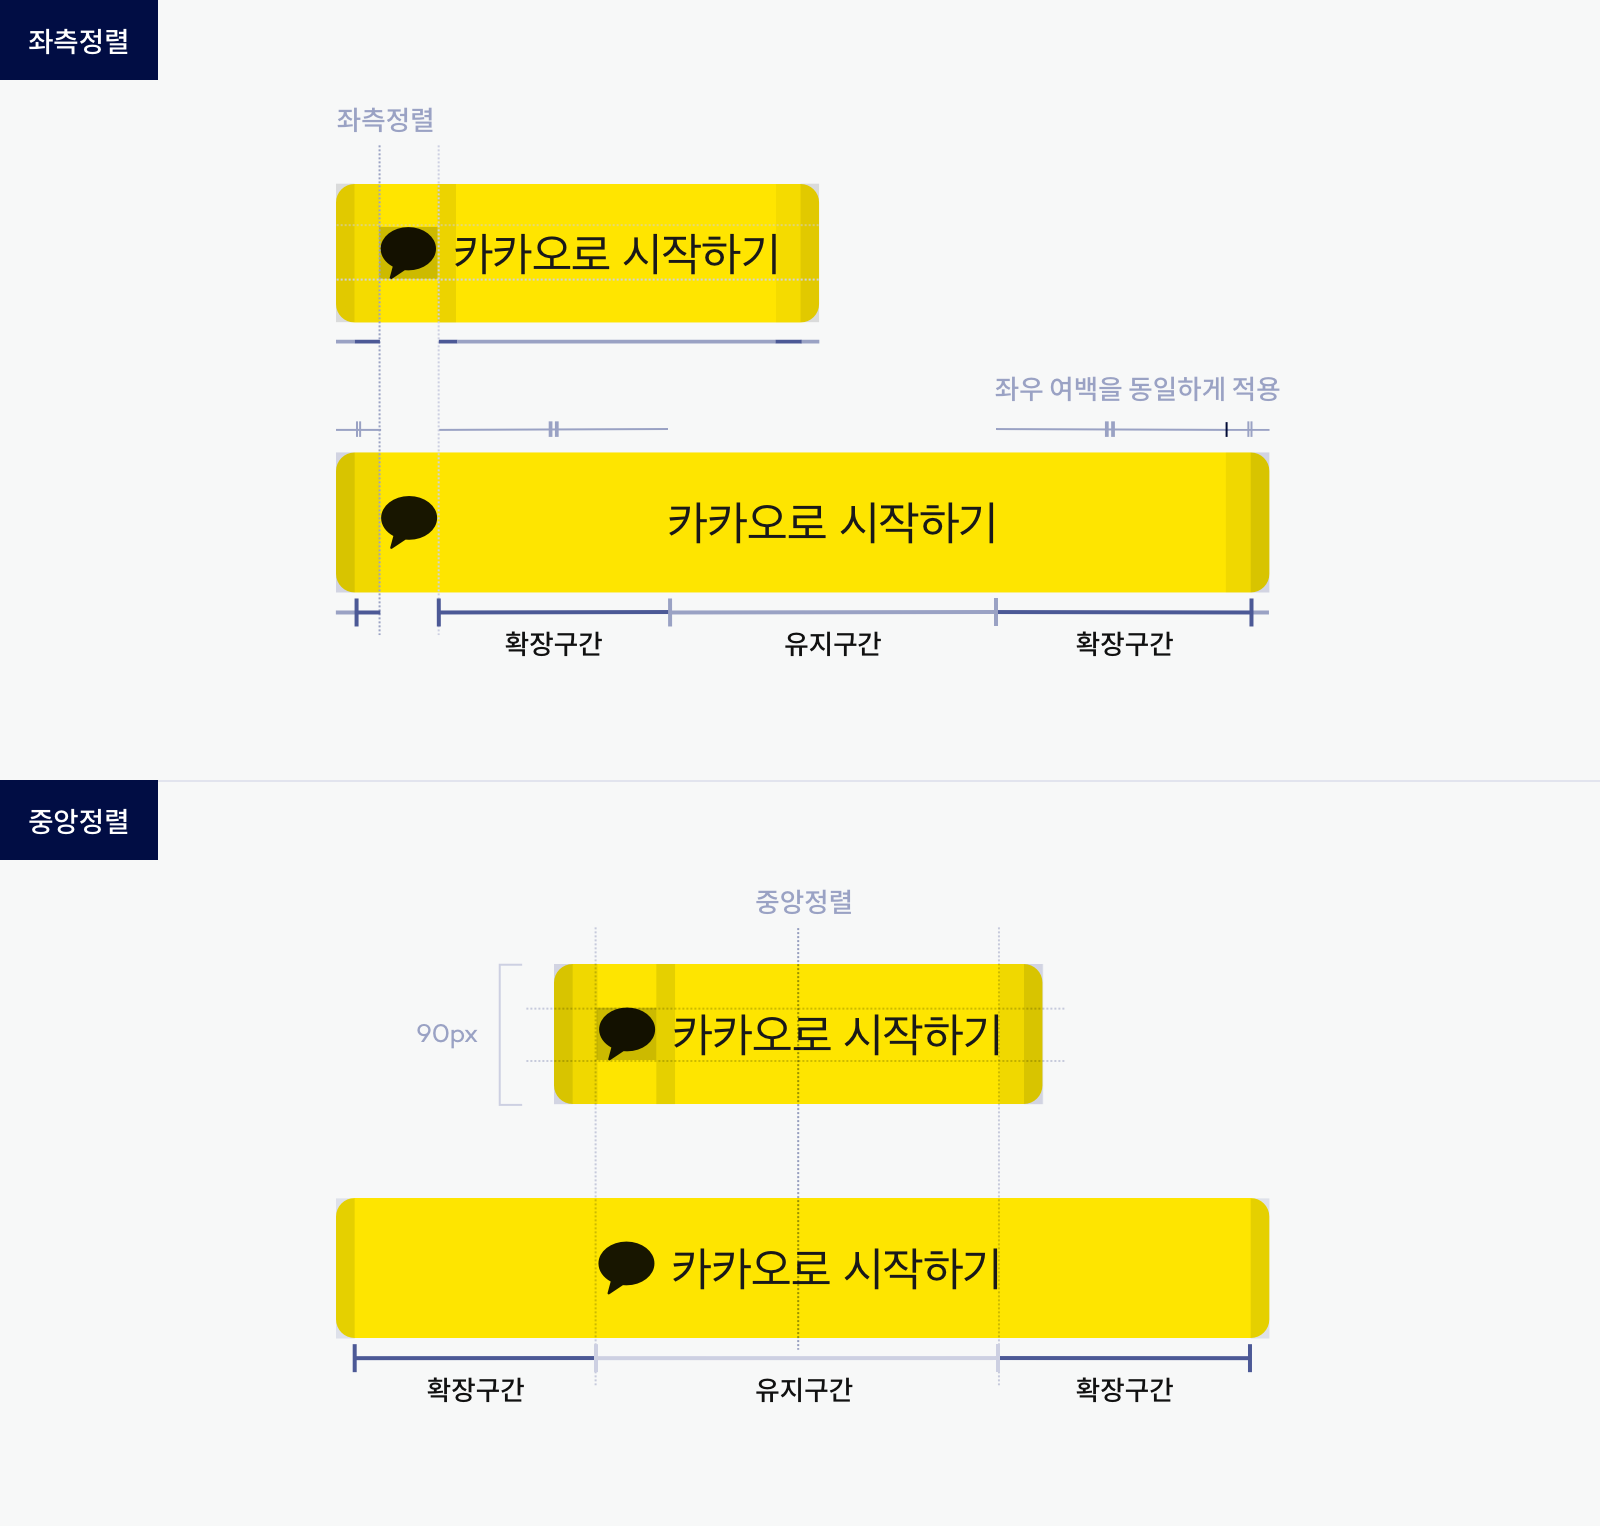 좌측정렬
좌측정렬
카카오로 시작하기
좌우 여백을 동일하게 적용
카카오로 시작하기
확장구간 유지구간 확장구간
중앙정렬
중앙정렬
90px
카카오로 시작하기
카카오로 시작하기
확장구간 유지구간 확장구간